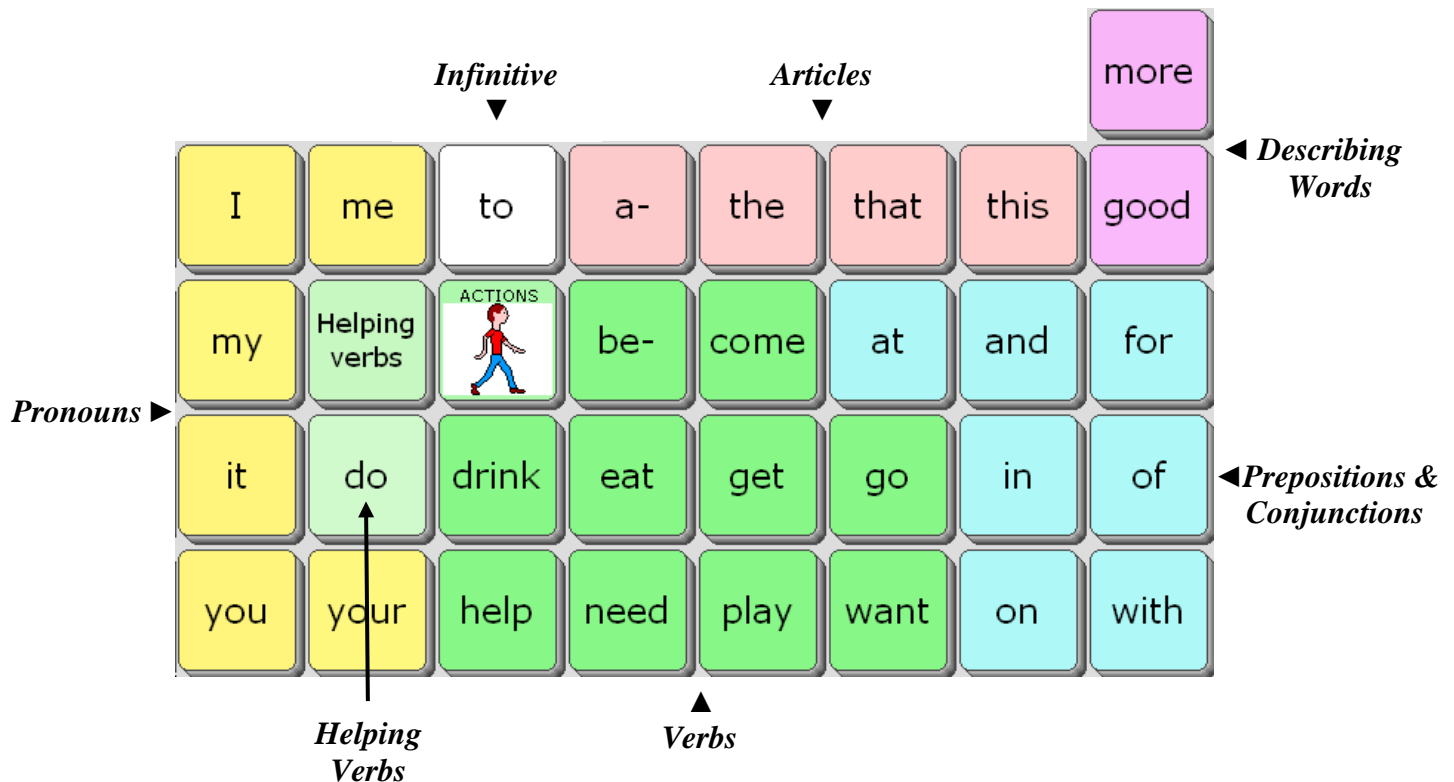 more
Infinitive
Articles
▼
▼
◄ Describing
Words
I me to a- the that this good
ACTIONS
my Helping verbs be- come at and for
Pronouns ►
it do drink eat get go in of
◄Prepositions &
Conjunctions
you your help need play want on with
▲
Helping
Verbs
Verbs